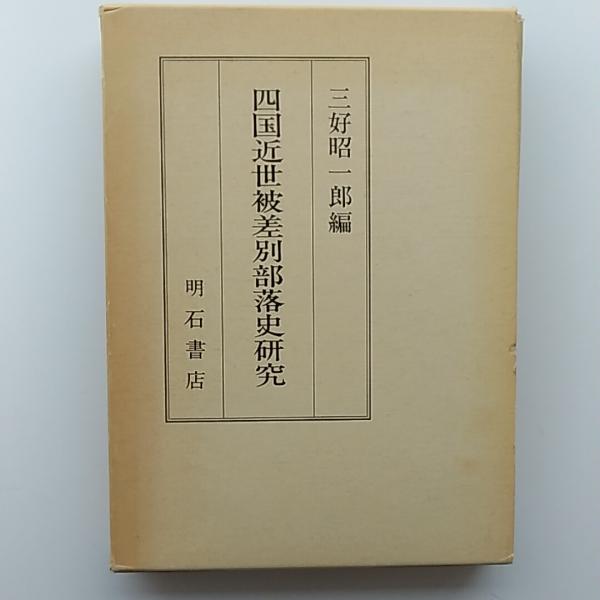 三好昭一郎編
四国近世被差別部落史研究
明石書店